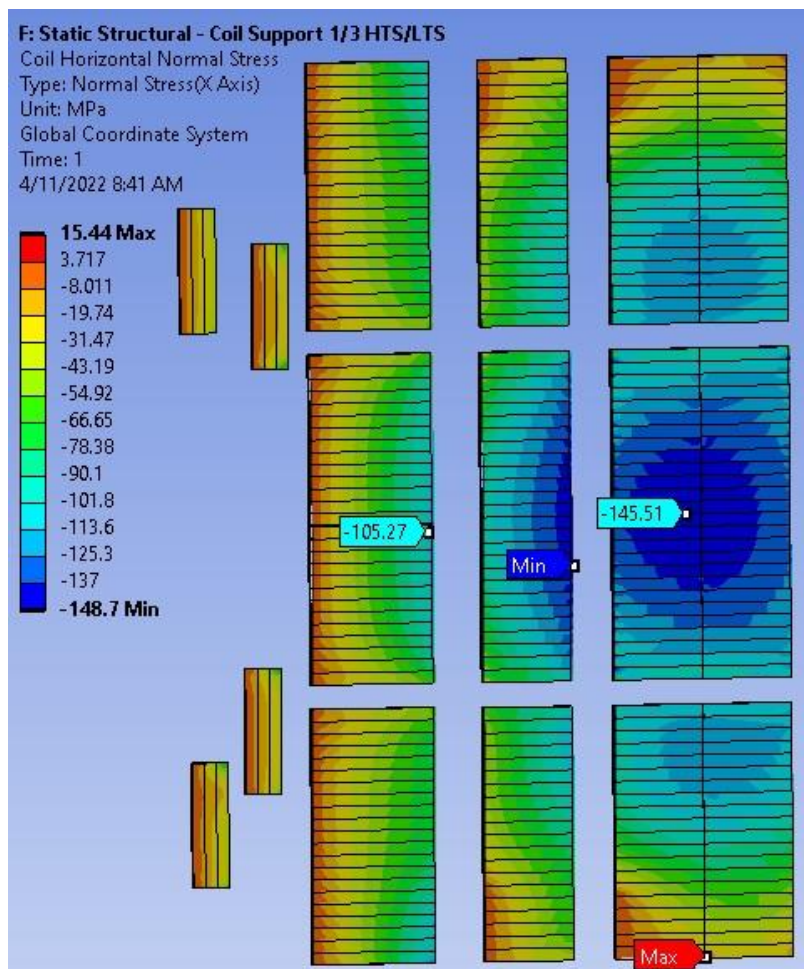 F: Static Structural - Coil Support 1/3 HTS/LTS
Coil Horizontal Normal Stress
Type: Normal Stress(X Axis)
Unit: MPa
Global Coordinate System
Time: 1
4/11/2022 8:41 AM
15.44 Max
3.717
-8.011
-19.74
-31.47
-43.19
-54.92
-66.65
-78.38
-90.1
-101.8
-113.6
-125.3
-137
-148.7 Min
-105.27
-145.51
Min
Max